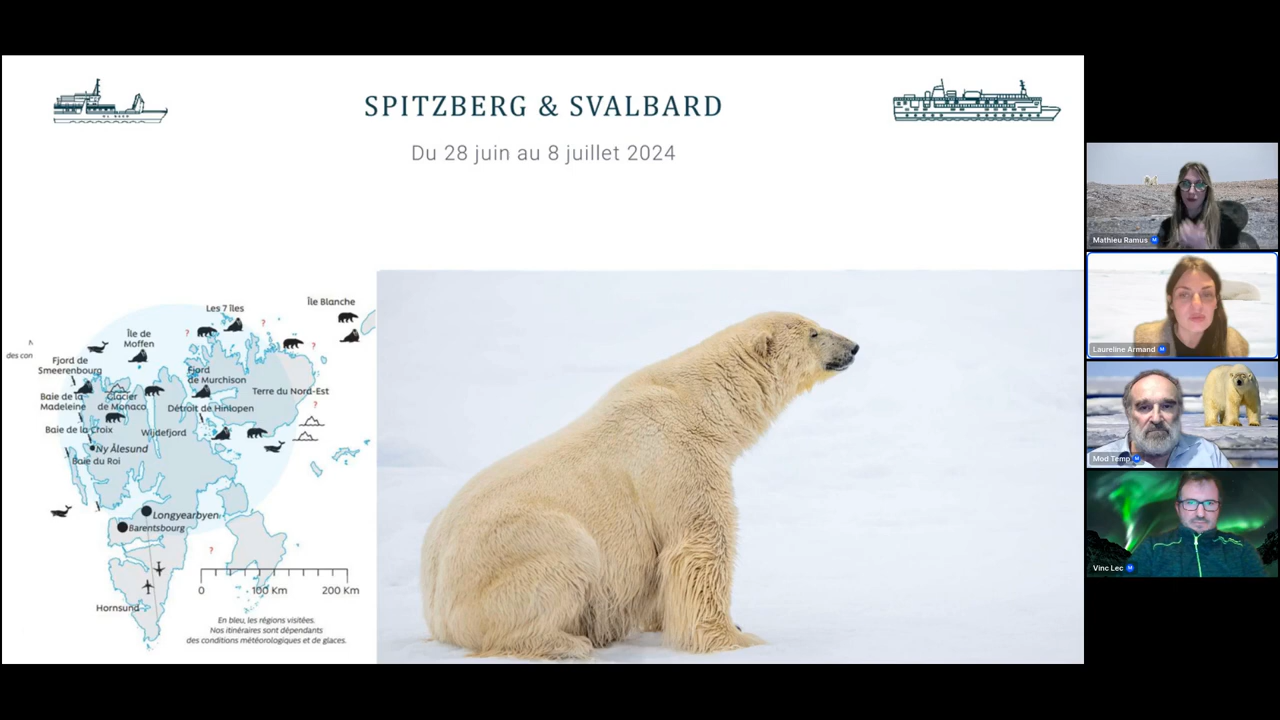 SPITZBERG & SVALBARD
Du 28 juin au 8 juillet 2024
Île Blanche
Les 7 îles
?
?
Île de
Moffen
?
des con
Fjord de
Smeerenbourg
Fjord
de Murchison
Terre du Nord-Est
Baie de la
Madeleine
Glacier
de Monaco
Détroit de Hinlopen
?
Baie de la Croix
Wijdefjord
Ny Ålesund
Baie du Roi
Longyearbyen
Barentsbourg
?
0
100 Km
200 Km
Hornsund
En bleu, les régions visitées.
Nos itinéraires sont dépendants
des conditions météorologiques et de glaces.
Mathieu Ramus M
Laureline Armand M
Mod Temp M
Vinc Lec M